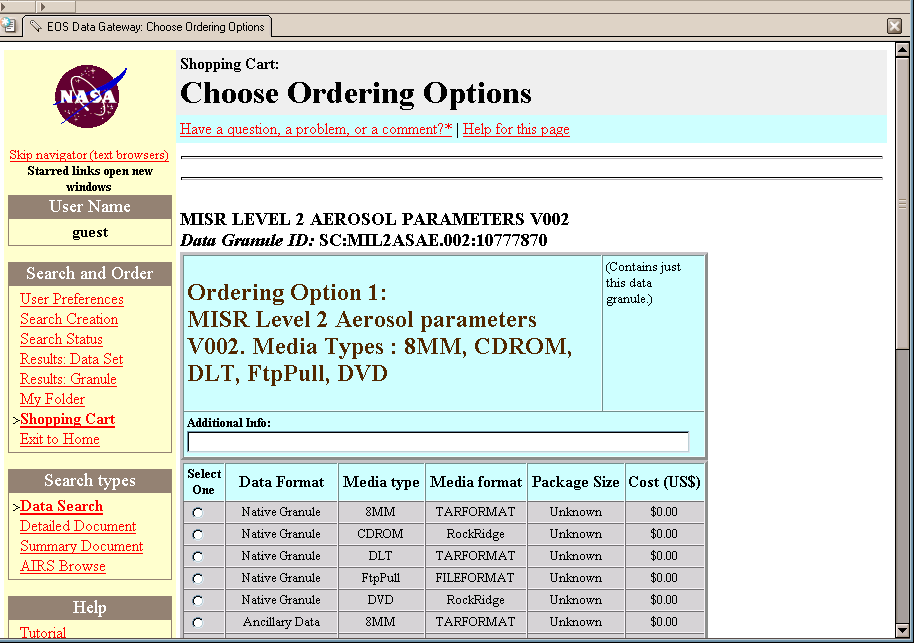 EOS Data Gateway: Choose Ordering Options
NASA
Skip navigator (text browsers)
Starred links open new
windows
User Name
guest
Search and Order
User Preferences
Search Creation
Search Status
Results: Data Set
Results: Granule
My Folder
>Shopping Cart
Exit to Home
Search types
>Data Search
Detailed Document
Summary Document
AIRS Browse
Help
Tutorial
Shopping Cart:
Choose Ordering Options
Have a question, a problem, or a comment?* | Help for this page
MISR LEVEL 2 AEROSOL PARAMETERS V002
Data Granule ID: SC:MIL2ASAE.002:10777870
Ordering Option 1:
MISR Level 2 Aerosol parameters
V002. Media Types : 8MM, CDROM,
DLT, FtpPull, DVD
(Contains just
this data
granule.)
Additional Info:
Select
One
Data Format Media type Media format Package Size Cost (US$)
Native Granule 8MM TARFORMAT Unknown $0.00
Native Granule CDROM RockRidge Unknown $0.00
Native Granule DLT TARFORMAT Unknown $0.00
Native Granule FtpPull FILEFORMAT Unknown $0.00
Native Granule DVD RockRidge Unknown $0.00
Ancillary Data 8MM TARFORMAT Unknown $0.00